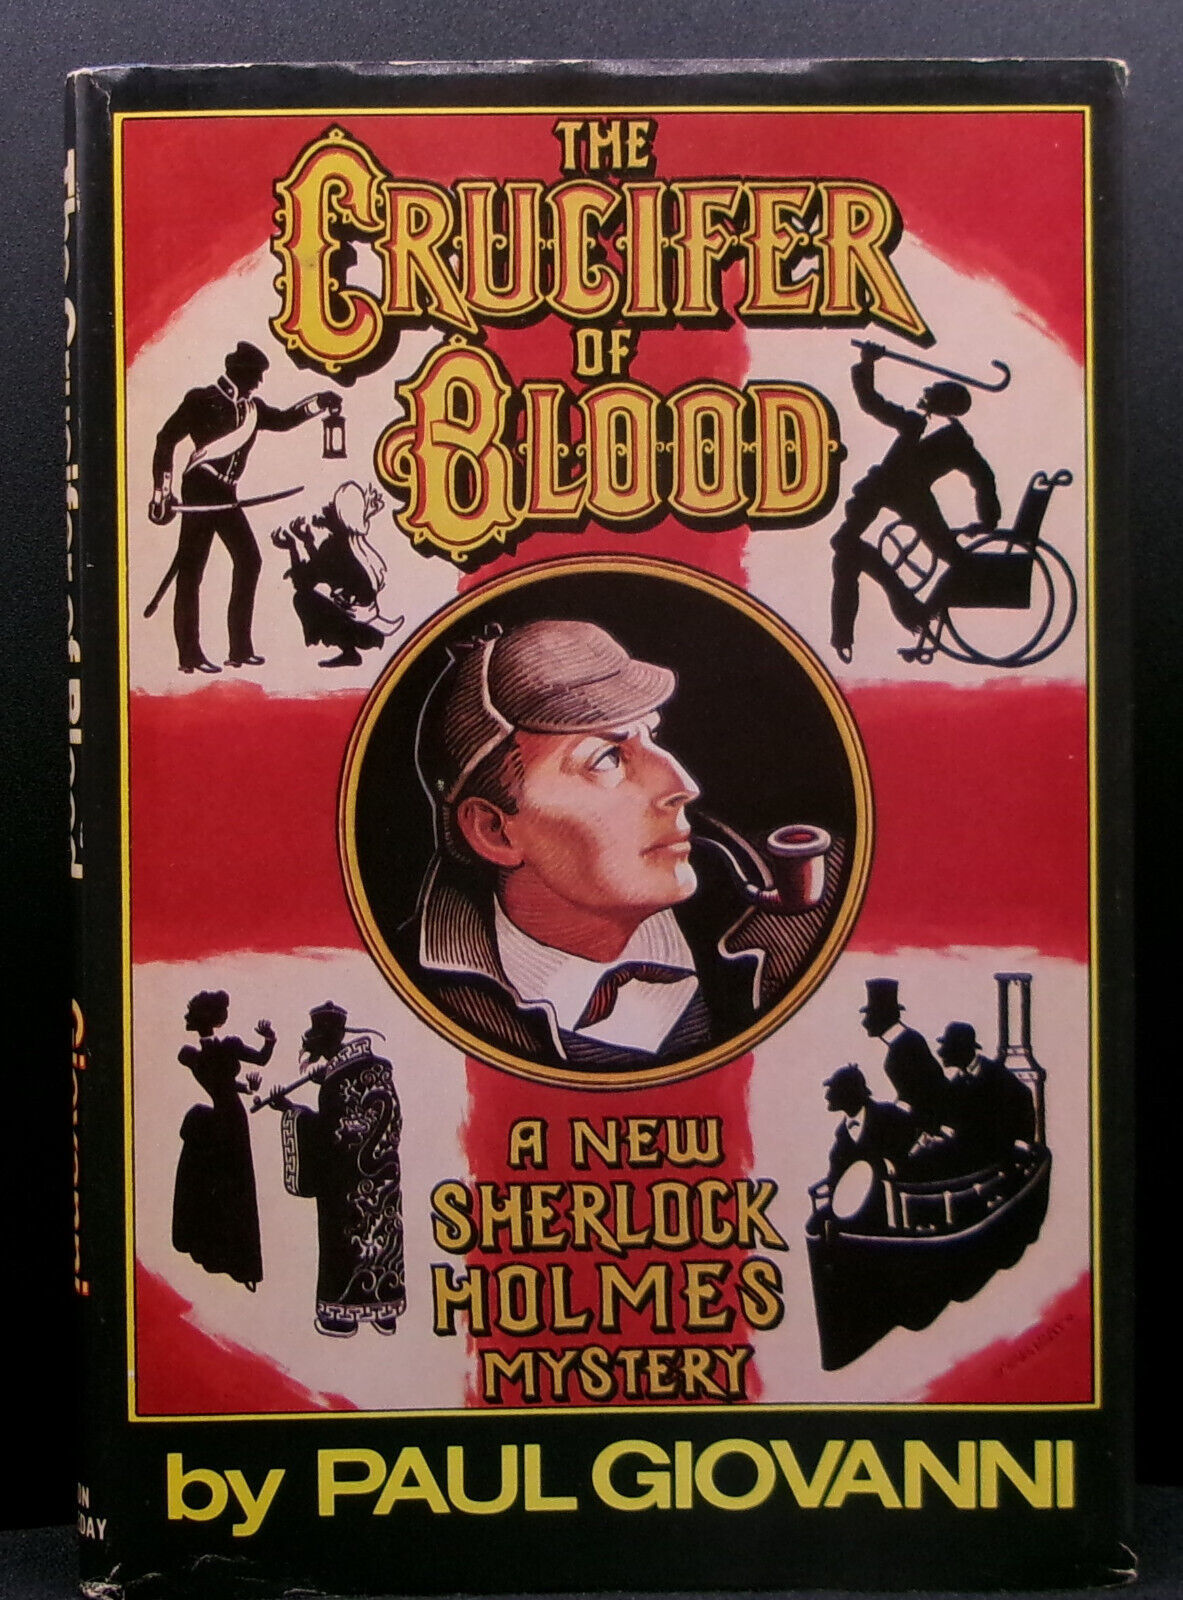 THE
CRUCIFER
OF
BLOOD
A NEW
SHERLOCK
HOLMES
MYSTERY
by PAUL GIOVANNI
The Crucifer of Blood
Giovanni